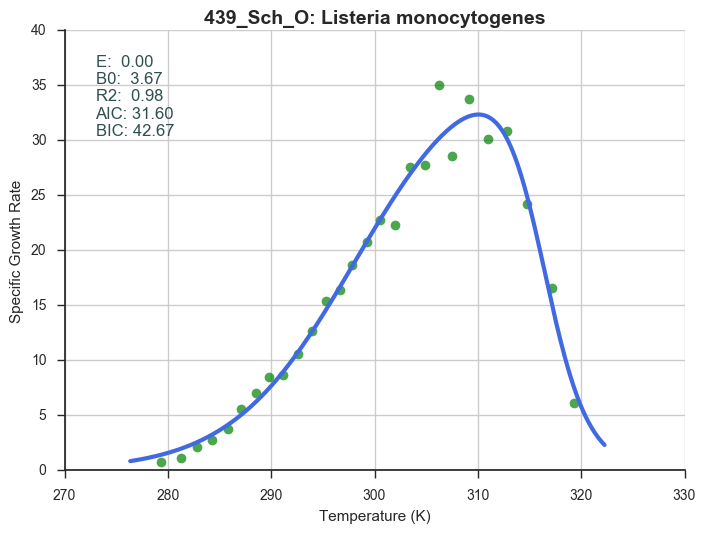 439_Sch_O: Listeria monocytogenes
E:  0.00
B0:  3.67
R2:  0.98
AIC: 31.60
BIC: 42.67
Specific Growth Rate
40
35
30
25
20
15
10
5
0
270 280 290 300 310 320 330
Temperature (K)